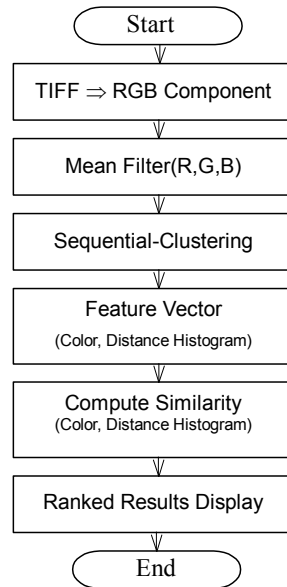 Start
TIFF ⇒ RGB Component
Mean Filter(R,G,B)
Sequential-Clustering
Feature Vector
(Color, Distance Histogram)
Compute Similarity
(Color, Distance Histogram)
Ranked Results Display
End